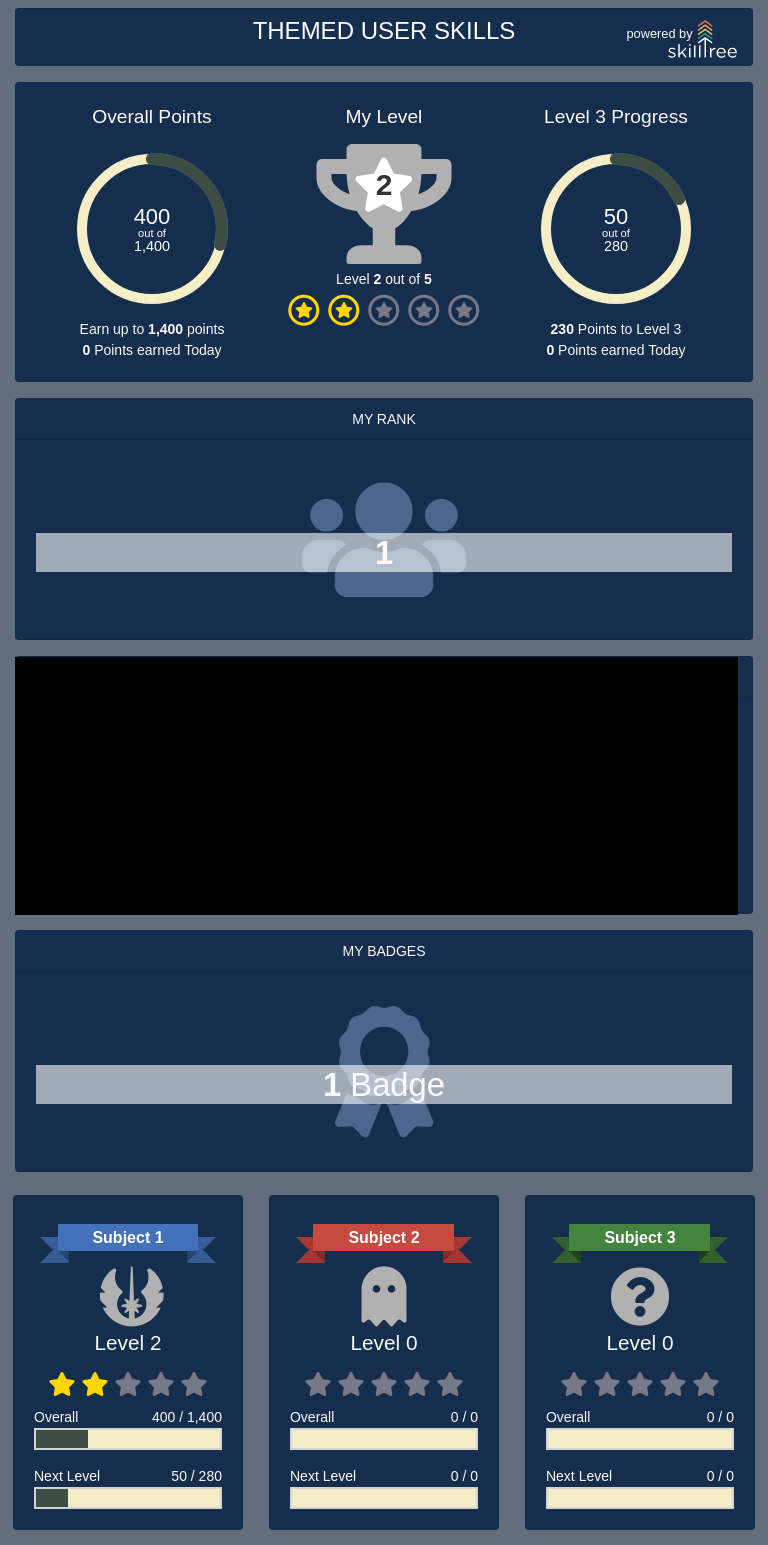 THEMED USER SKILLS
powered by
skilltree
Overall Points
400
out of
1,400
Earn up to 1,400 points
0 Points earned Today
My Level
2
Level 2 out of 5
Level 3 Progress
50
out of
280
230 Points to Level 3
0 Points earned Today
MY RANK
1
MY BADGES
1 Badge
Subject 1
Level 2
Overall 400 / 1,400
Next Level 50 / 280
Subject 2
Level 0
Overall 0 / 0
Next Level 0 / 0
Subject 3
Level 0
Overall 0 / 0
Next Level 0 / 0